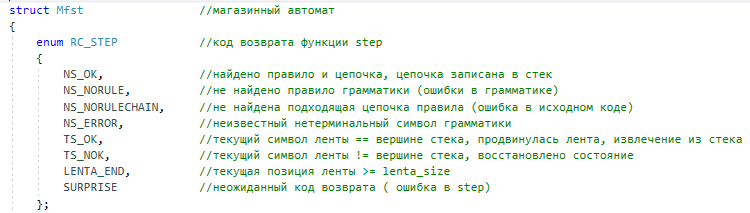 struct Mfst //магазинный автомат
{
enum RC_STEP //код возврата функции step
{
NS_OK, //найдено правило и цепочка, цепочка записана в стек
NS_NORULE, //не найдено правило грамматики (ошибки в грамматике)
NS_NORULECHAIN, //не найдена подходящая цепочка правила (ошибка в исходном коде)
NS_ERROR, //неизвестный нетерминальный символ грамматики
TS_OK, //текущий символ ленты == вершине стека, продвинулась лента, извлечение из стека
TS_NOK, //текущий символ ленты != вершине стека, восстановлено состояние
LENTA_END, //текущая позиция ленты >= lenta_size
SURPRISE //неожиданный код возврата ( ошибка в step)
};